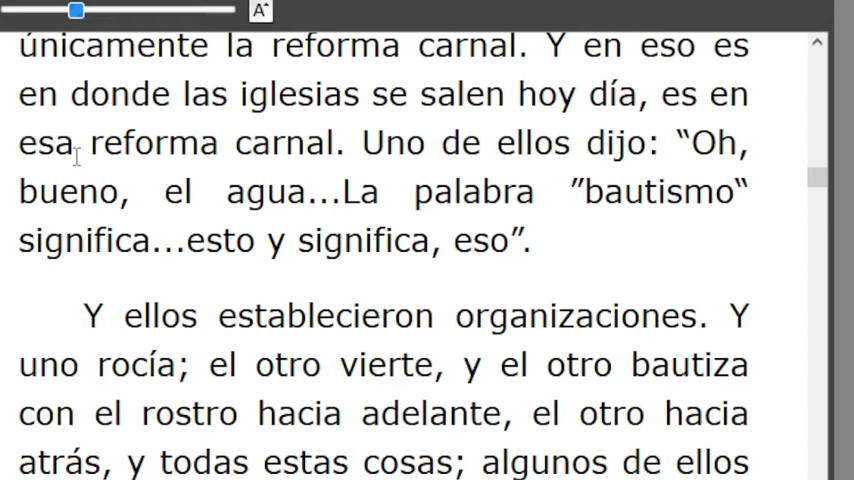 A^
únicamente la reforma carnal. Y en eso es
en donde las iglesias se salen hoy día, es en
esa reforma carnal. Uno de ellos dijo: “Oh,
bueno, el agua...La palabra ”bautismo“
significa...esto y significa, eso”.
Y ellos establecieron organizaciones. Y
uno rocía; el otro vierte, y el otro bautiza
con el rostro hacia adelante, el otro hacia
atrás, y todas estas cosas; algunos de ellos